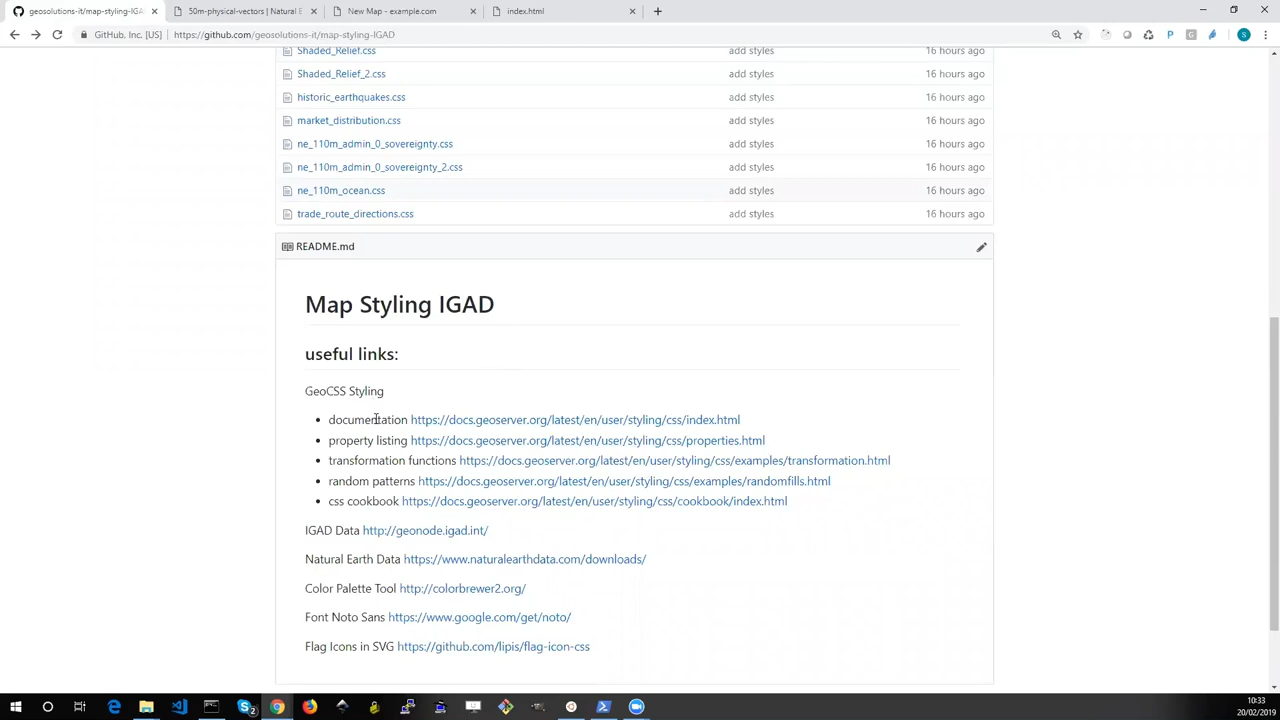 geosolutions-it/map-styling-IGAD
50m-physical-vectors | Natural E
New Map - example.com
index.html
GitHub, Inc. [US]
https://github.com/geosolutions-it/map-styling-IGAD
Shaded_Relief.css add styles 16 hours ago
Shaded_Relief_2.css add styles 16 hours ago
historic_earthquakes.css add styles 16 hours ago
market_distribution.css add styles 16 hours ago
ne_110m_admin_0_sovereignty.css add styles 16 hours ago
ne_110m_admin_0_sovereignty_2.css add styles 16 hours ago
ne_110m_ocean.css add styles 16 hours ago
trade_route_directions.css add styles 16 hours ago
README.md
Map Styling IGAD
useful links:
GeoCSS Styling
documentation https://docs.geoserver.org/latest/en/user/styling/css/index.html
property listing https://docs.geoserver.org/latest/en/user/styling/css/properties.html
transformation functions https://docs.geoserver.org/latest/en/user/styling/css/examples/transformation.html
random patterns https://docs.geoserver.org/latest/en/user/styling/css/examples/randomfills.html
css cookbook https://docs.geoserver.org/latest/en/user/styling/css/cookbook/index.html
IGAD Data http://geonode.igad.int/
Natural Earth Data https://www.naturalearthdata.com/downloads/
Color Palette Tool http://colorbrewer2.org/
Font Noto Sans https://www.google.com/get/noto/
Flag Icons in SVG https://github.com/lipis/flag-icon-css
10:33
20/02/2019